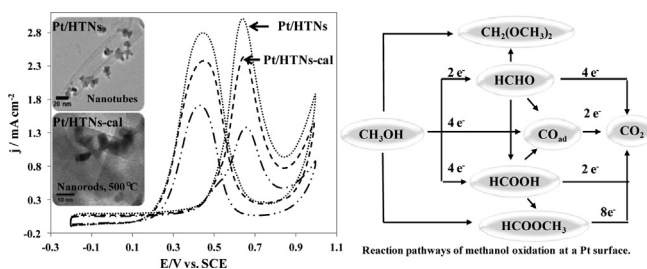 Pt/HTNs
20 nm
Nanotubes
Pt/HTNs-cal
10 nm
Nanorods, 500 °C
Pt/HTNs
Pt/HTNs-cal
j / mA cm-2
2.8
2.3
1.8
1.3
0.8
0.3
-0.2
-0.3
-0.1
0.1
0.3
0.5
0.7
0.9
1.1
E/V vs. SCE
CH2(OCH3)2
2 e-
HCHO
4 e-
CH3OH
4 e-
COad
2 e-
CO2
4 e-
HCOOH
2 e-
HCOOCH3
8e-
Reaction pathways of methanol oxidation at a Pt surface.